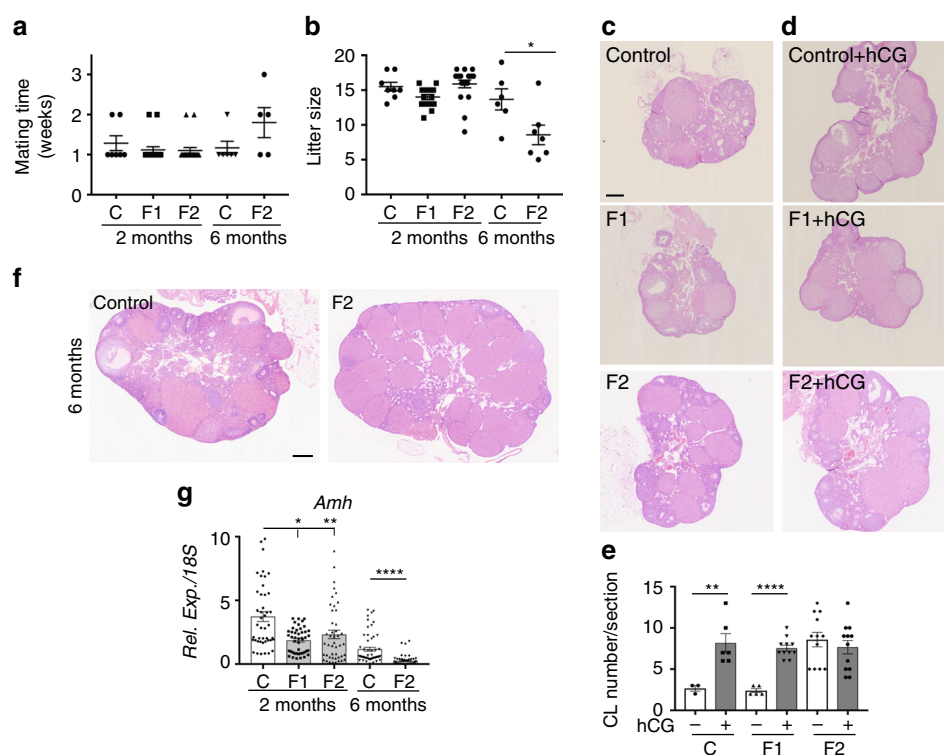 a
Mating time
(weeks)
3
2
1
0
C F1 F2 C F2
2 months 6 months
b
Litter size
20
15
10
5
0
*
C F1 F2 C F2
2 months 6 months
c
Control
F1
F2
d
Control+hCG
F1+hCG
F2+hCG
f
6 months
Control
F2
g
Amh
Rel. Exp./18S
10
5
0
* **
****
C F1 F2 C F2
2 months 6 months
e
CL number/section
15
10
5
0
** ****
hCG – + – + – +
C F1 F2